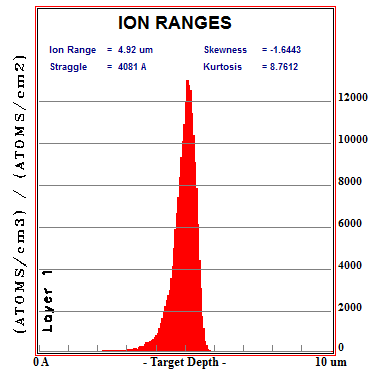 ION RANGES
Ion Range = 4.92 um Skewness = -1.6443
Straggle = 4081 A Kurtosis = 8.7612
(ATOMS/cm3) / (ATOMS/cm2)
Layer 1
12000
10000
8000
6000
4000
2000
0
0 A - Target Depth - 10 um